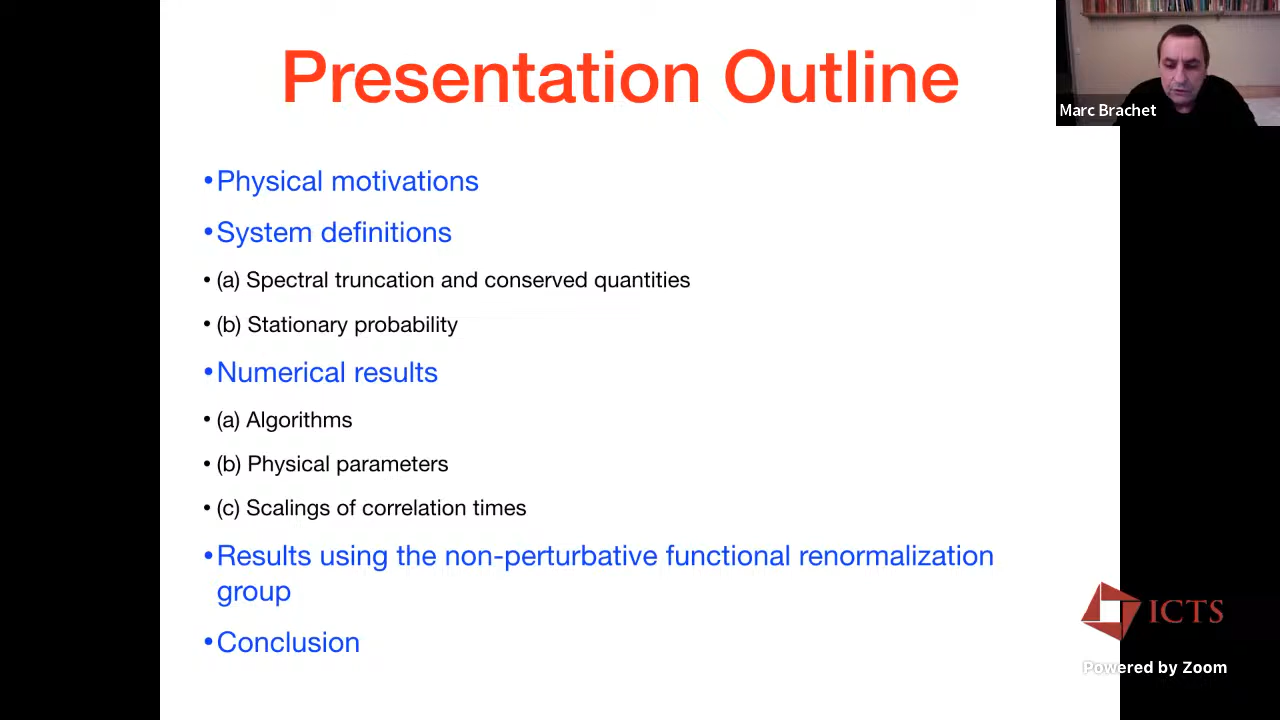 Presentation Outline
Marc Brachet
•Physical motivations
•System definitions
• (a) Spectral truncation and conserved quantities
• (b) Stationary probability
•Numerical results
• (a) Algorithms
• (b) Physical parameters
• (c) Scalings of correlation times
•Results using the non-perturbative functional renormalization
group
•Conclusion
ICTS
Powered by Zoom